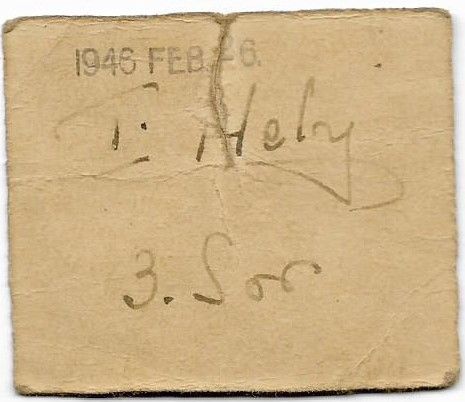 1946 FEB. 26.
I: Hely
3. Sor